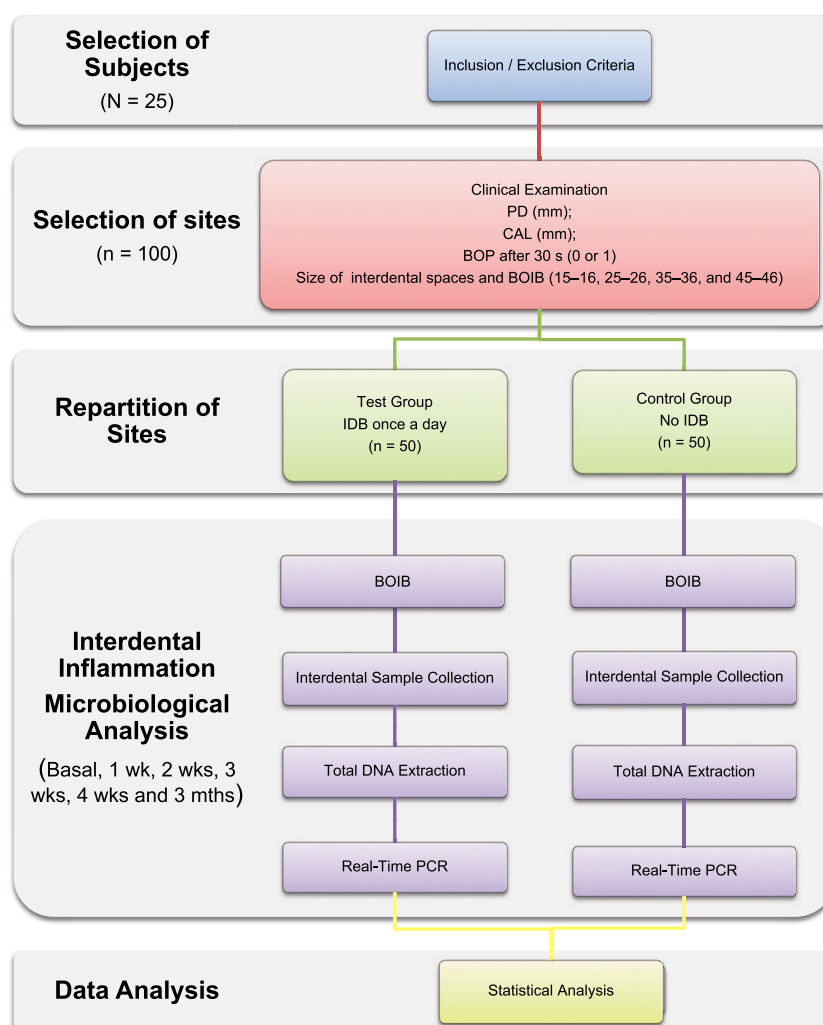 Selection of
Subjects
(N = 25)
Inclusion / Exclusion Criteria
Selection of sites
(n = 100)
Clinical Examination
PD (mm);
CAL (mm);
BOP after 30 s (0 or 1)
Size of interdental spaces and BOIB (15–16, 25–26, 35–36, and 45–46)
Repartition of
Sites
Test Group
IDB once a day
(n = 50)
Control Group
No IDB
(n = 50)
Interdental
Inflammation
Microbiological
Analysis
(Basal, 1 wk, 2 wks, 3
wks, 4 wks and 3 mths)
BOIB
Interdental Sample Collection
Total DNA Extraction
Real-Time PCR
BOIB
Interdental Sample Collection
Total DNA Extraction
Real-Time PCR
Data Analysis
Statistical Analysis